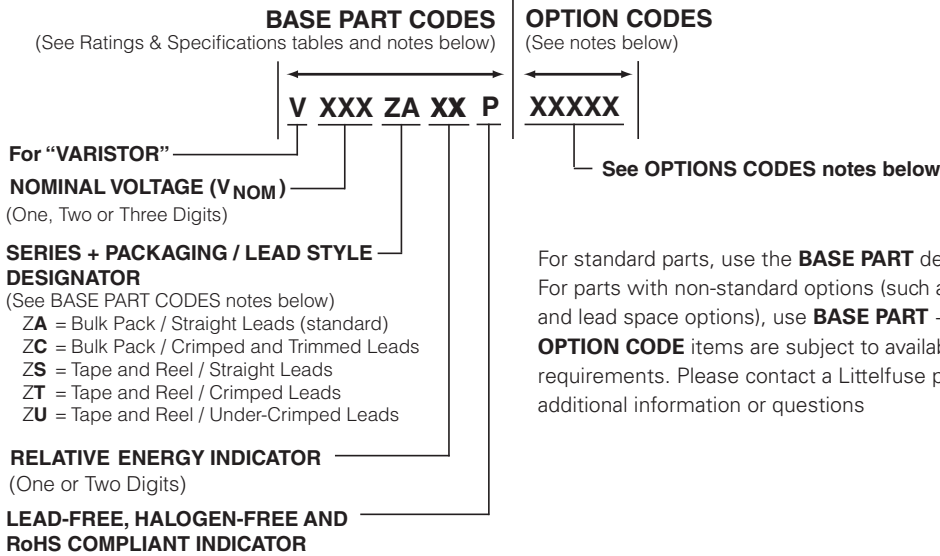 BASE PART CODES
(See Ratings & Specifications tables and notes below)
OPTION CODES
(See notes below)
V XXX ZA XX P XXXXX
For “VARISTOR”
See OPTIONS CODES notes below
NOMINAL VOLTAGE (VNOM)
(One, Two or Three Digits)
SERIES + PACKAGING / LEAD STYLE
DESIGNATOR
(See BASE PART CODES notes below)
ZA = Bulk Pack / Straight Leads (standard)
ZC = Bulk Pack / Crimped and Trimmed Leads
ZS = Tape and Reel / Straight Leads
ZT = Tape and Reel / Crimped Leads
ZU = Tape and Reel / Under-Crimped Leads
RELATIVE ENERGY INDICATOR
(One or Two Digits)
LEAD-FREE, HALOGEN-FREE AND
RoHS COMPLIANT INDICATOR
For standard parts, use the BASE PART de
For parts with non-standard options (such a
and lead space options), use BASE PART -
OPTION CODE items are subject to availab
requirements. Please contact a Littelfuse p
additional information or questions